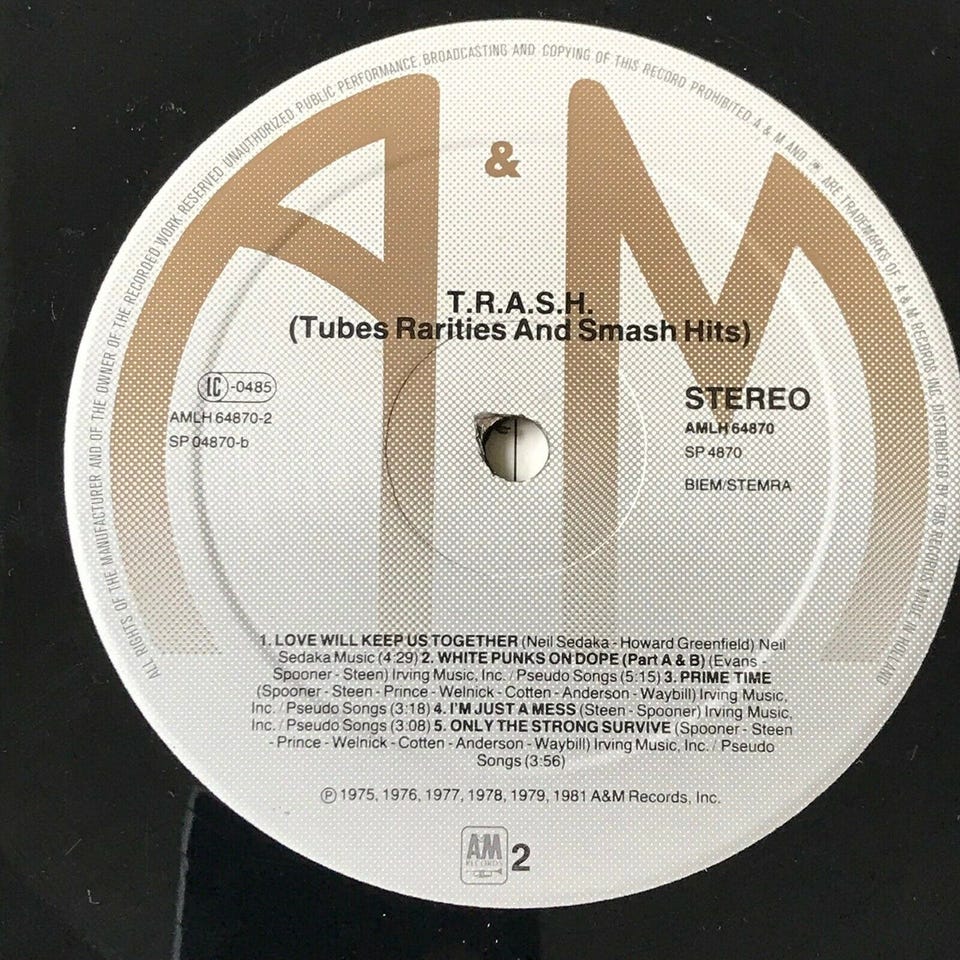 ALL RIGHTS OF THE MANUFACTURER AND OF THE OWNER OF THE RECORDED WORK RESERVED UNAUTHORIZED PUBLIC PERFORMANCE, BROADCASTING AND COPYING OF THIS RECORD PROHIBITED A & M AND ARE TRADEMARKS OF A & M RECORDS INC DISTRIBUTED BY CBS RECORDS MADE IN HOLLAND
A & M
T.R.A.S.H.
(Tubes Rarities And Smash Hits)
LC -0485
AMLH 64870-2
SP 04870-b
STEREO
AMLH 64870
SP 4870
BIEM/STEMRA
1. LOVE WILL KEEP US TOGETHER (Neil Sedaka - Howard Greenfield) Neil
Sedaka Music (4:29) 2. WHITE PUNKS ON DOPE (Part A & B) (Evans -
Spooner - Steen) Irving Music, Inc. / Pseudo Songs (5:15) 3. PRIME TIME
(Spooner - Steen - Prince - Welnick - Cotten - Anderson - Waybill) Irving Music,
Inc. / Pseudo Songs (3:18) 4. I'M JUST A MESS (Steen - Spooner) Irving Music,
Inc. / Pseudo Songs (3:08) 5. ONLY THE STRONG SURVIVE (Spooner - Steen
- Prince - Welnick - Cotten - Anderson - Waybill) Irving Music, Inc. / Pseudo
Songs (3:56)
℗ 1975, 1976, 1977, 1978, 1979, 1981 A&M Records, Inc.
AM
RECORDS
2